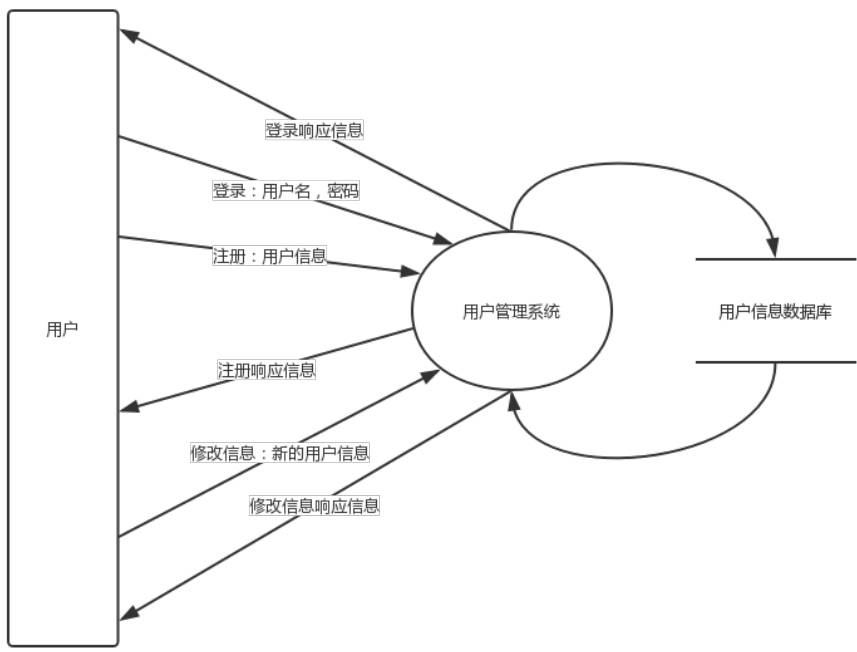 登录响应信息
登录：用户名，密码
注册：用户信息
用户管理系统
用户信息数据库
用户
注册响应信息
修改信息：新的用户信息
修改信息响应信息